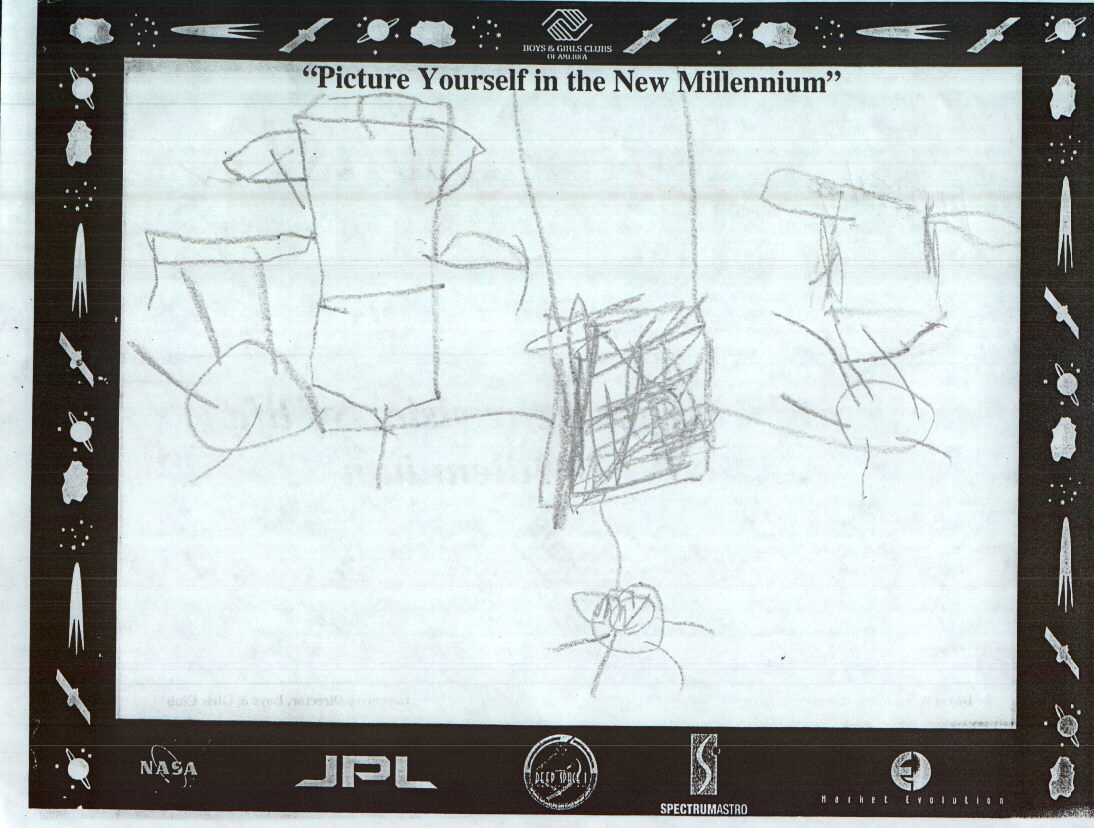 BOYS & GIRLS CLUBS
OF AMERICA
“Picture Yourself in the New Millennium”
NASA
JPL
DEEP SPACE 1
SPECTRUMASTRO
Market Evolution